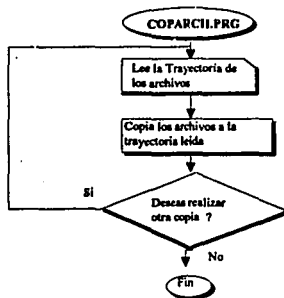 COPARCH.PRG
Lee la Trayectoria de
los archivos
Copia los archivos a la
trayectoria leida
Si
Deseas realizar
otra copia ?
No
Fin